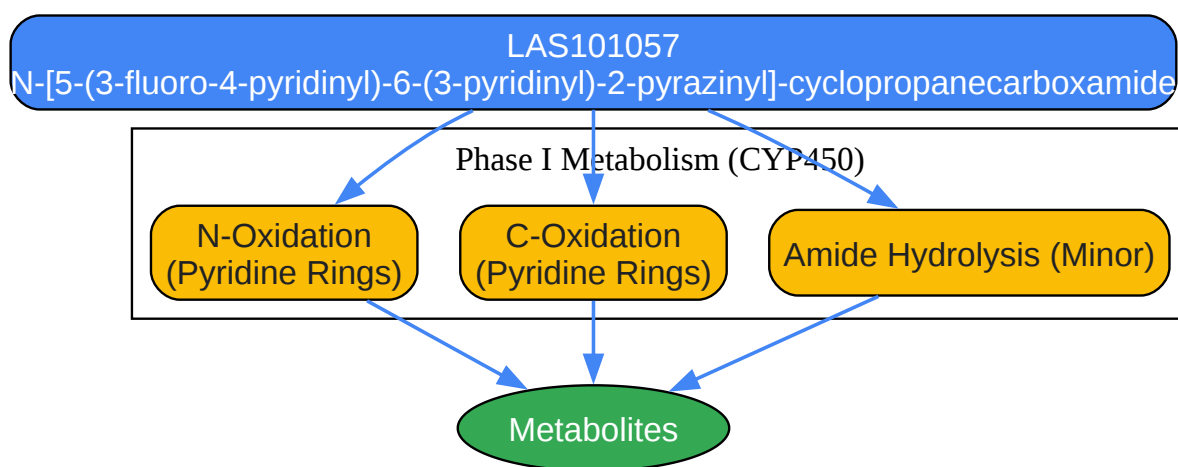 LAS101057
N-[5-(3-fluoro-4-pyridinyl)-6-(3-pyridinyl)-2-pyrazinyl]-cyclopropanecarboxamide
Phase I Metabolism (CYP450)
N-Oxidation
(Pyridine Rings)
C-Oxidation
(Pyridine Rings)
Amide Hydrolysis (Minor)
Metabolites